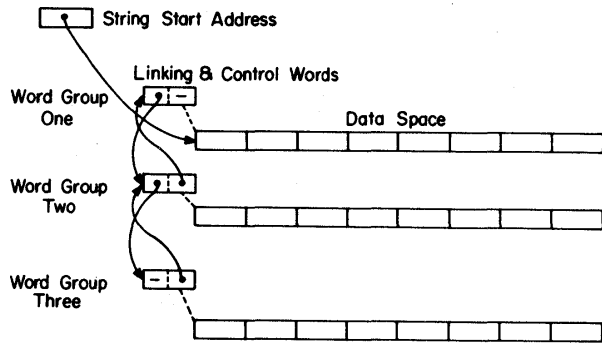 String Start Address
Linking & Control Words
Word Group
One
Data Space
Word Group
Two
Word Group
Three